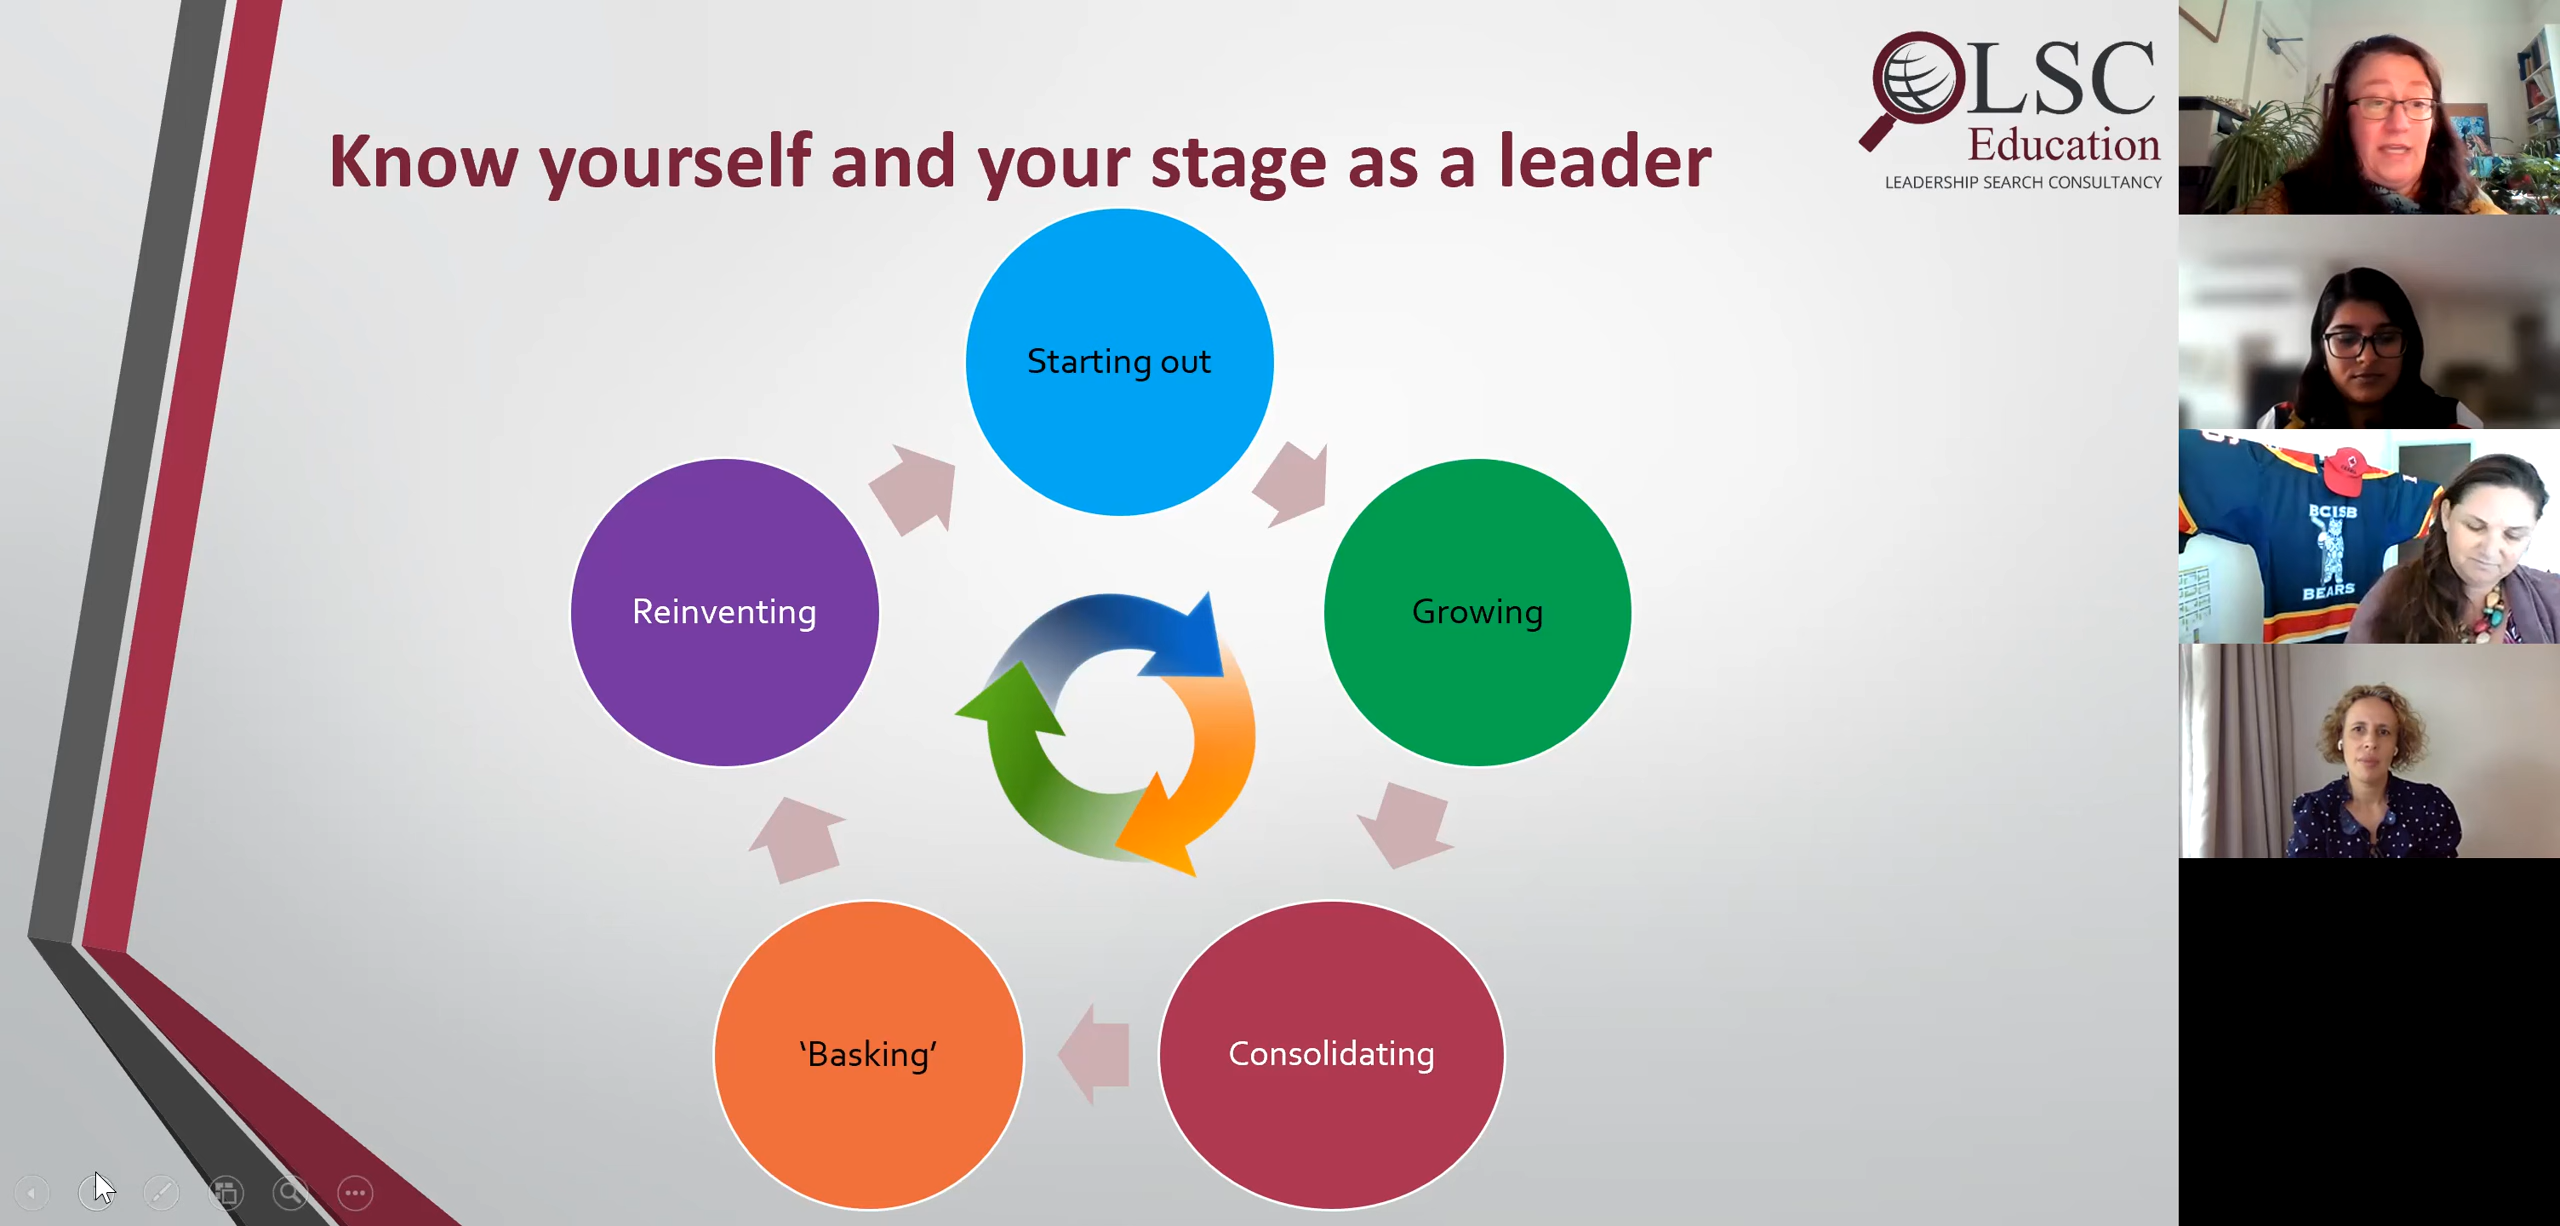 Know yourself and your stage as a leader
LSC
Education
LEADERSHIP SEARCH CONSULTANCY
Starting out
Reinventing
Growing
‘Basking’
Consolidating
BCISB
BEARS